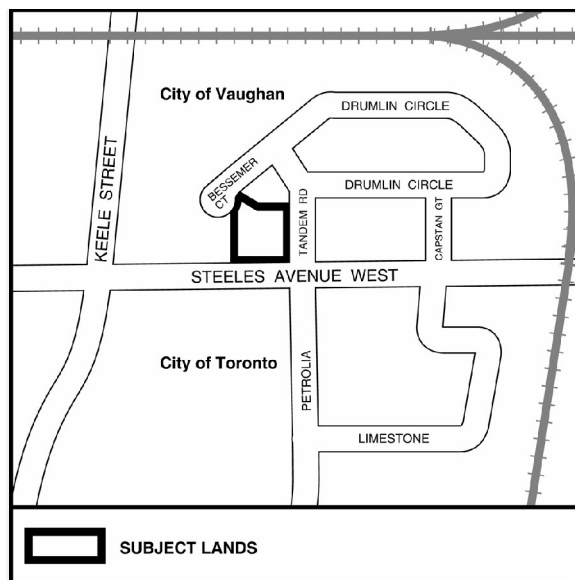 City of Vaughan
DRUMLIN CIRCLE
KEELE STREET
BESSEMER
CT
DRUMLIN CIRCLE
TANDEM RD
CAPSTAN GT
STEELES AVENUE WEST
City of Toronto
PETROLIA
LIMESTONE
SUBJECT LANDS